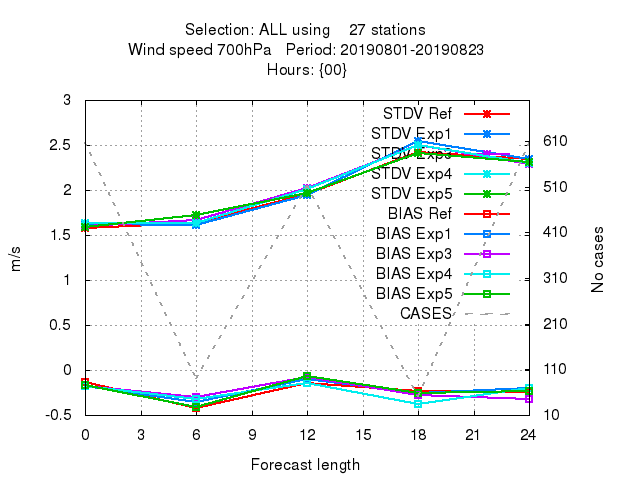 Selection: ALL using 27 stations
Wind speed 700hPa Period: 20190801-20190823
Hours: {00}
STDV Ref
STDV Exp1
STDV Exp3
STDV Exp4
STDV Exp5
BIAS Ref
BIAS Exp1
BIAS Exp3
BIAS Exp4
BIAS Exp5
CASES
m/s
3
2.5
2
1.5
1
0.5
0
-0.5
No cases
610
510
410
310
210
110
10
0 3 6 9 12 15 18 21 24
Forecast length